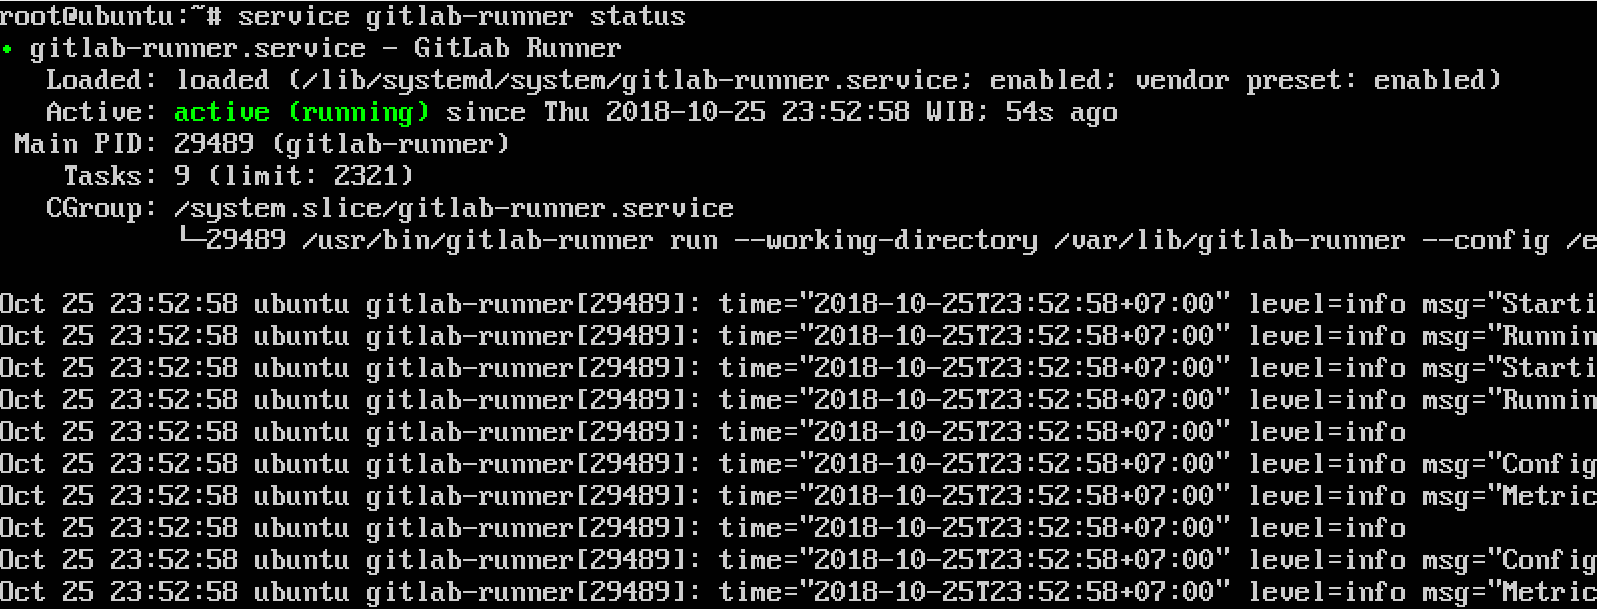 root@ubuntu:~# service gitlab-runner status
• gitlab-runner.service - GitLab Runner
   Loaded: loaded (/lib/systemd/system/gitlab-runner.service; enabled; vendor preset: enabled)
   Active: active (running) since Thu 2018-10-25 23:52:58 WIB; 54s ago
 Main PID: 29489 (gitlab-runner)
    Tasks: 9 (limit: 2321)
   CGroup: /system.slice/gitlab-runner.service
           └─29489 /usr/bin/gitlab-runner run --working-directory /var/lib/gitlab-runner --config /e
Oct 25 23:52:58 ubuntu gitlab-runner[29489]: time="2018-10-25T23:52:58+07:00" level=info msg="Starti
Oct 25 23:52:58 ubuntu gitlab-runner[29489]: time="2018-10-25T23:52:58+07:00" level=info msg="Runnin
Oct 25 23:52:58 ubuntu gitlab-runner[29489]: time="2018-10-25T23:52:58+07:00" level=info msg="Starti
Oct 25 23:52:58 ubuntu gitlab-runner[29489]: time="2018-10-25T23:52:58+07:00" level=info msg="Runnin
Oct 25 23:52:58 ubuntu gitlab-runner[29489]: time="2018-10-25T23:52:58+07:00" level=info
Oct 25 23:52:58 ubuntu gitlab-runner[29489]: time="2018-10-25T23:52:58+07:00" level=info msg="Config
Oct 25 23:52:58 ubuntu gitlab-runner[29489]: time="2018-10-25T23:52:58+07:00" level=info msg="Metric
Oct 25 23:52:58 ubuntu gitlab-runner[29489]: time="2018-10-25T23:52:58+07:00" level=info
Oct 25 23:52:58 ubuntu gitlab-runner[29489]: time="2018-10-25T23:52:58+07:00" level=info msg="Config
Oct 25 23:52:58 ubuntu gitlab-runner[29489]: time="2018-10-25T23:52:58+07:00" level=info msg="Metric